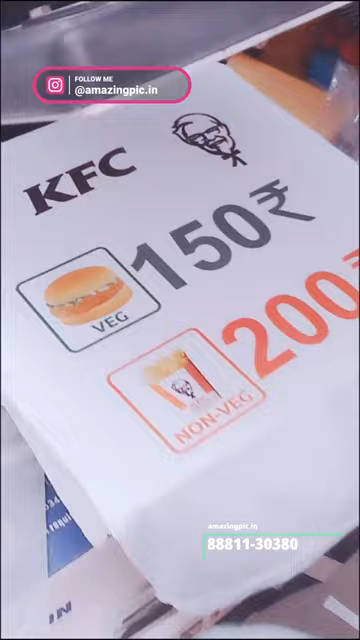 FOLLOW ME
@amazingpic.in
KFC
150₹
VEG
200₹
NON-VEG
amazingpic.in
88811-30380